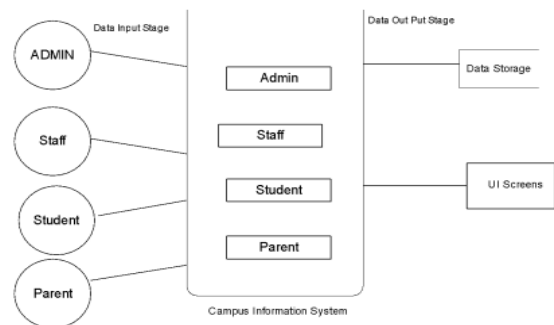 Data Input Stage
Data Out Put Stage
ADMIN
Admin
Data Storage
Staff
Staff
Student
UI Screens
Student
Parent
Parent
Campus Information System